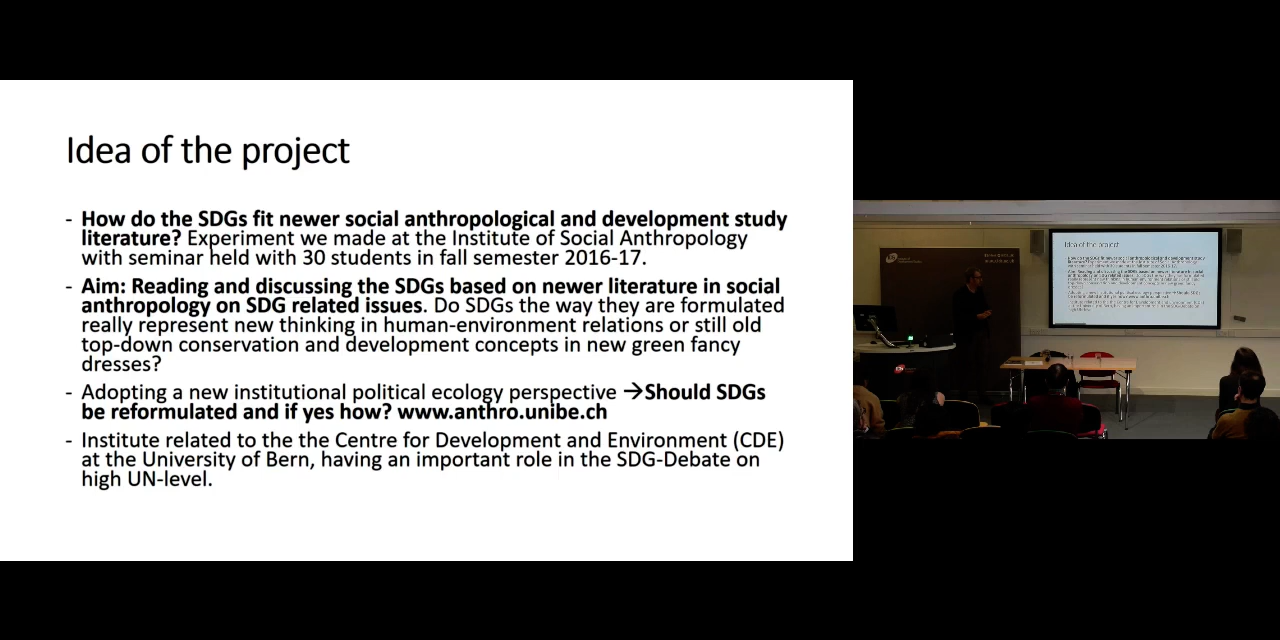 Idea of the project
- How do the SDGs fit newer social anthropological and development study
literature? Experiment we made at the Institute of Social Anthropology
with seminar held with 30 students in fall semester 2016-17.
- Aim: Reading and discussing the SDGs based on newer literature in social
anthropology on SDG related issues. Do SDGs the way they are formulated
really represent new thinking in human-environment relations or still old
top-down conservation and development concepts in new green fancy
dresses?
- Adopting a new institutional political ecology perspective →Should SDGs
be reformulated and if yes how? www.anthro.unibe.ch
- Institute related to the the Centre for Development and Environment (CDE)
at the University of Bern, having an important role in the SDG-Debate on
high UN-level.
Idea of the project